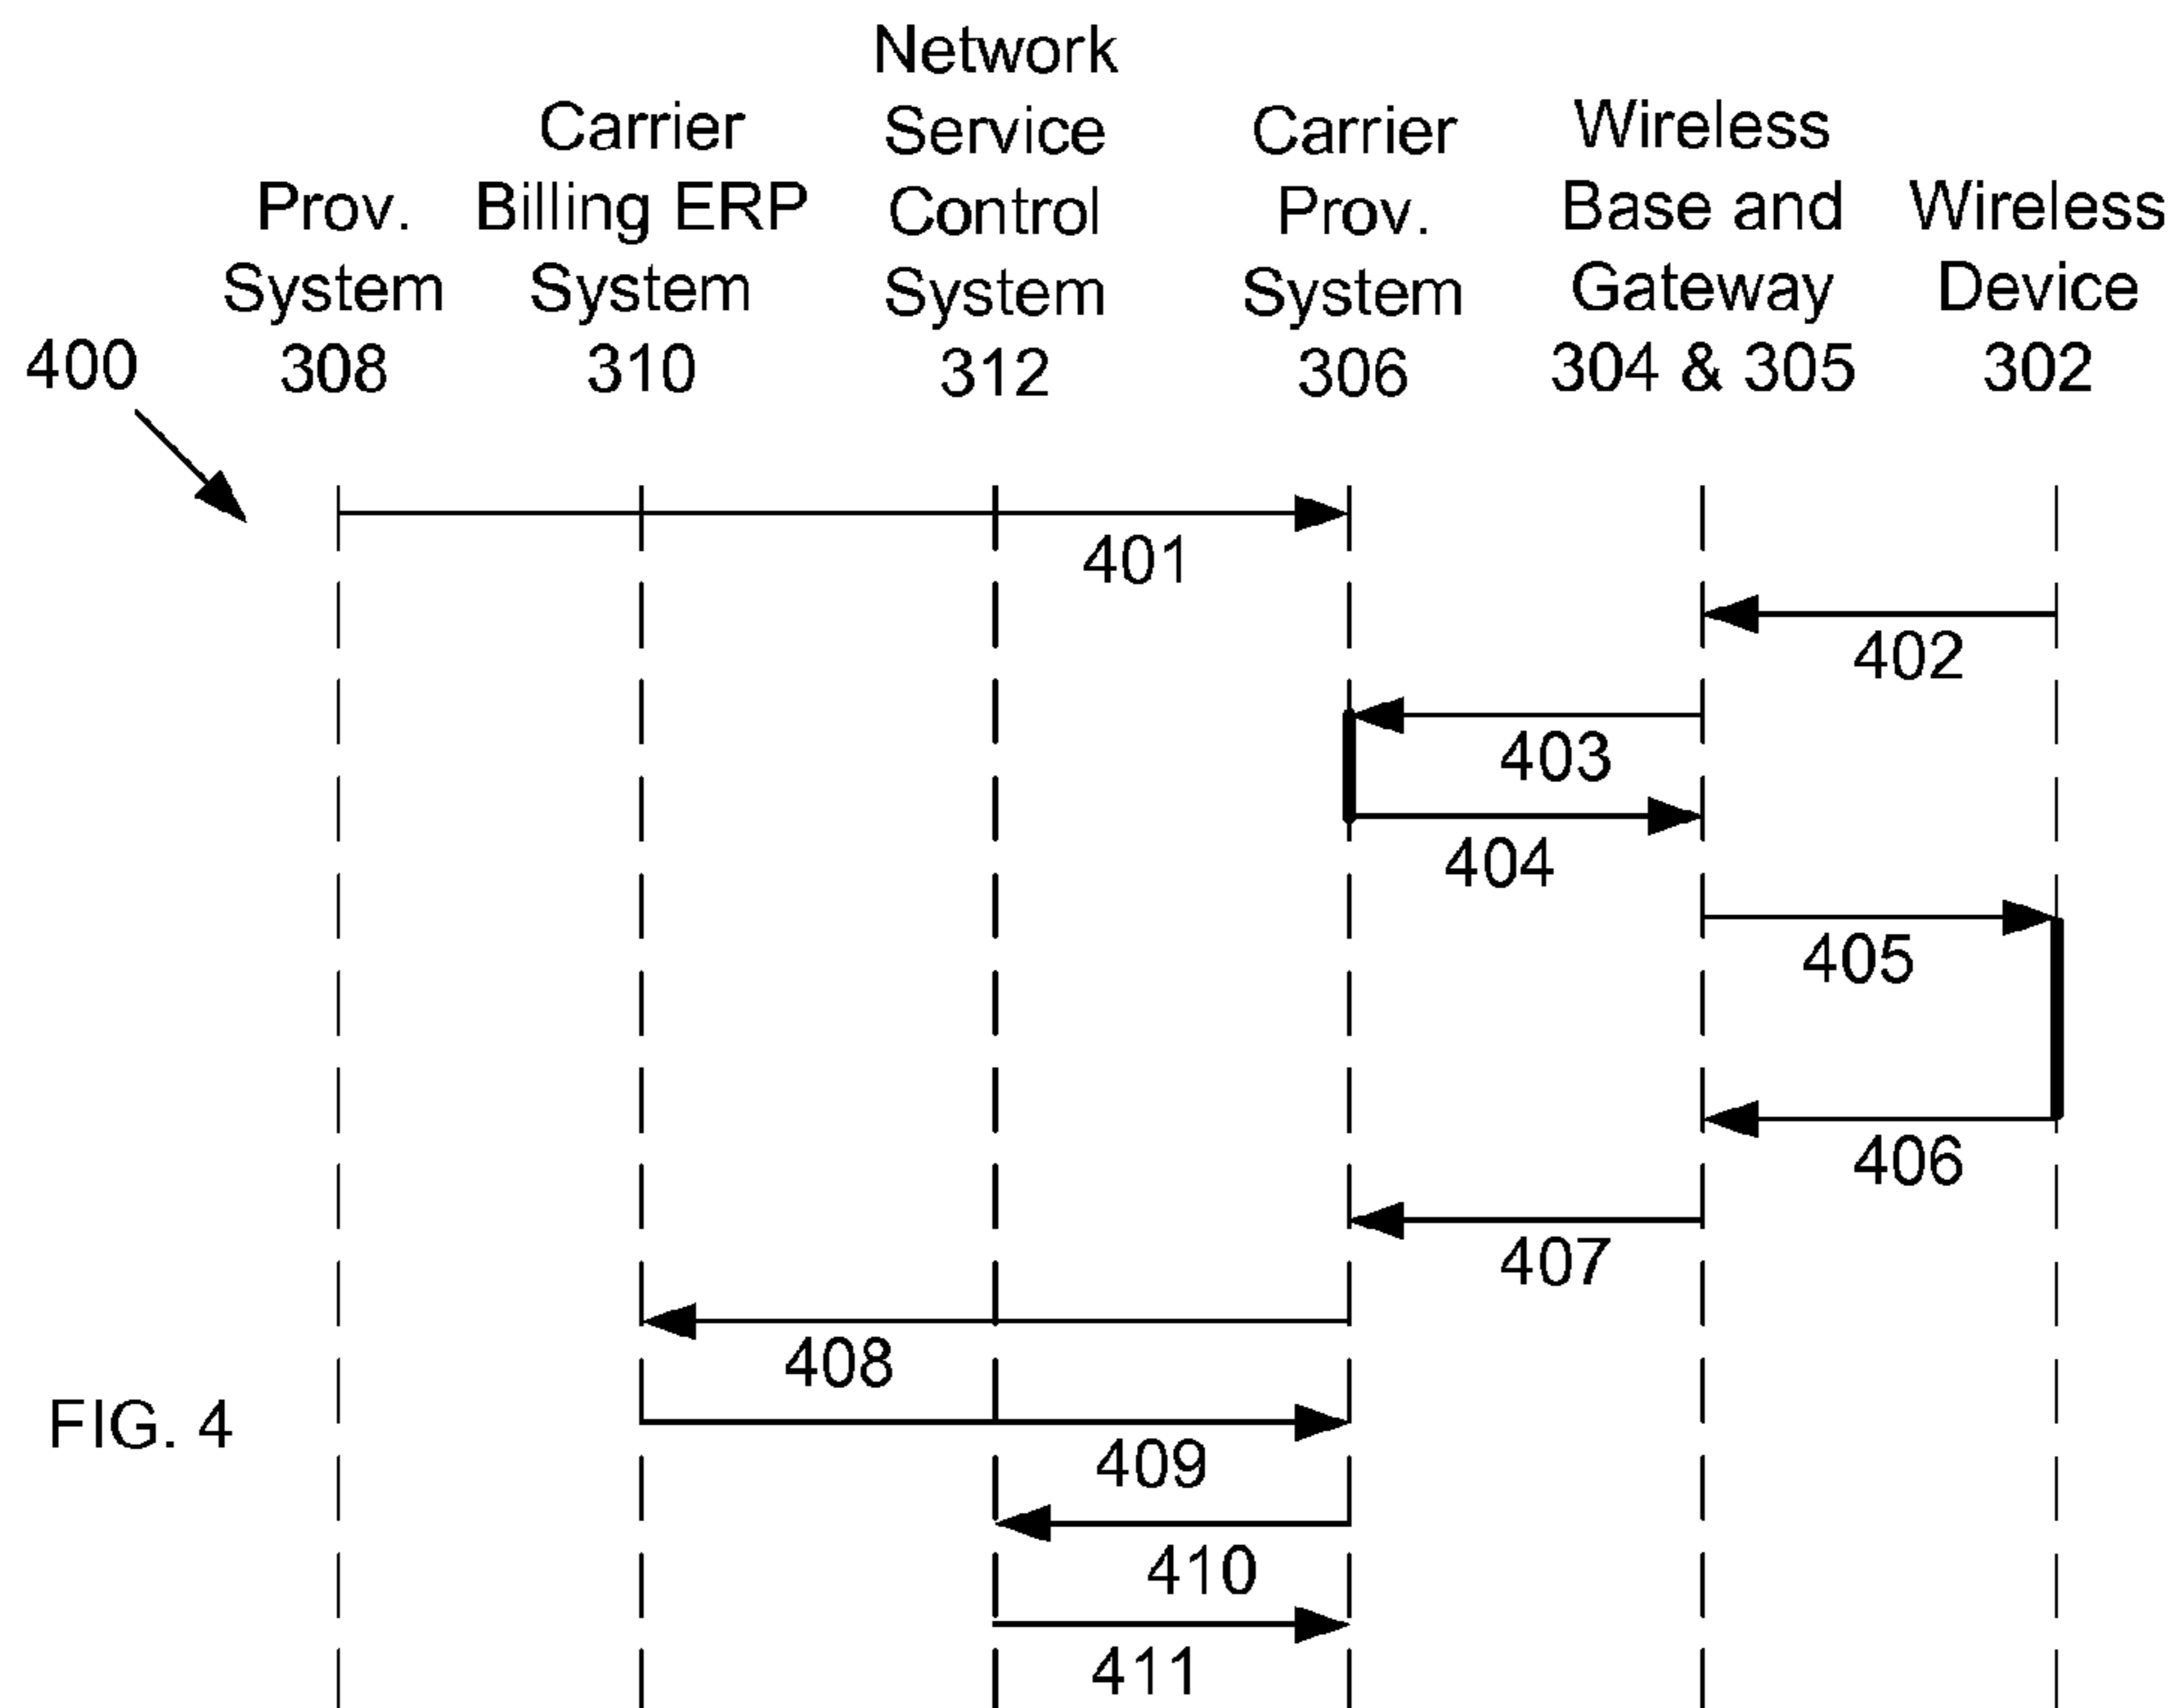 Prov.
System
308
Carrier
Billing ERP
System
310
Network
Service
Control
System
312
Carrier
Prov.
System
306
Wireless
Base and
Gateway
304 & 305
Wireless
Device
302
400
401
402
403
404
405
406
407
408
409
410
411
FIG. 4